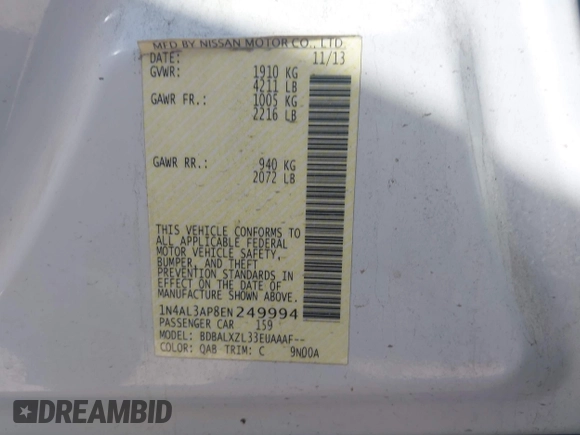 MFD BY NISSAN MOTOR CO., LTD.
DATE: 11/13
GVWR: 1910 KG
4211 LB
GAWR FR.: 1005 KG
2216 LB
GAWR RR.: 940 KG
2072 LB
THIS VEHICLE CONFORMS TO
ALL APPLICABLE FEDERAL
MOTOR VEHICLE SAFETY,
BUMPER, AND THEFT
PREVENTION STANDARDS IN
EFFECT ON THE DATE OF
MANUFACTURE SHOWN ABOVE.
1N4AL3AP8EN249994
PASSENGER CAR 159
MODEL: BDBALXZL33EUAAAF--
COLOR: QAB TRIM: C 9N00A
DREAMBID